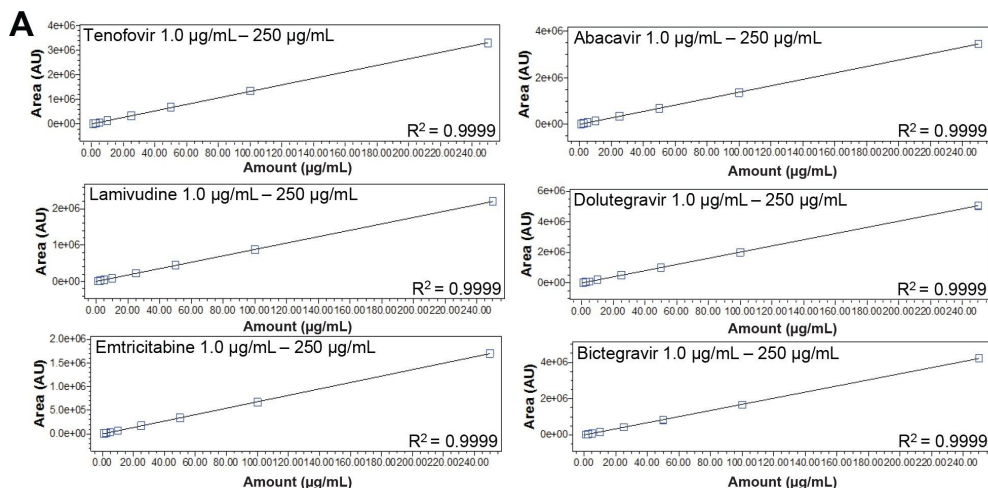 A
Tenofovir 1.0 µg/mL – 250 µg/mL
Area (AU)
4e+06
3e+06
2e+06
1e+06
0e+00
R² = 0.9999
0.00 20.00 40.00 60.00 80.00 100.00 120.00 140.00 160.00 180.00 200.00 220.00 240.00
Amount (µg/mL)
Abacavir 1.0 µg/mL – 250 µg/mL
Area (AU)
4e+06
2e+06
0e+00
R² = 0.9999
0.00 20.00 40.00 60.00 80.00 100.00 120.00 140.00 160.00 180.00 200.00 220.00 240.00
Amount (µg/mL)
Lamivudine 1.0 µg/mL – 250 µg/mL
Area (AU)
2e+06
1e+06
0e+00
R² = 0.9999
0.00 20.00 40.00 60.00 80.00 100.00 120.00 140.00 160.00 180.00 200.00 220.00 240.00
Amount (µg/mL)
Dolutegravir 1.0 µg/mL – 250 µg/mL
Area (AU)
6e+06
4e+06
2e+06
0e+00
R² = 0.9999
0.00 20.00 40.00 60.00 80.00 100.00 120.00 140.00 160.00 180.00 200.00 220.00 240.00
Amount (µg/mL)
Emtricitabine 1.0 µg/mL – 250 µg/mL
Area (AU)
2.0e+06
1.5e+06
1.0e+06
5.0e+05
0.0e+00
R² = 0.9999
0.00 20.00 40.00 60.00 80.00 100.00 120.00 140.00 160.00 180.00 200.00 220.00 240.00
Amount (µg/mL)
Bictegravir 1.0 µg/mL – 250 µg/mL
Area (AU)
4e+06
2e+06
0e+00
R² = 0.9999
0.00 20.00 40.00 60.00 80.00 100.00 120.00 140.00 160.00 180.00 200.00 220.00 240.00
Amount (µg/mL)